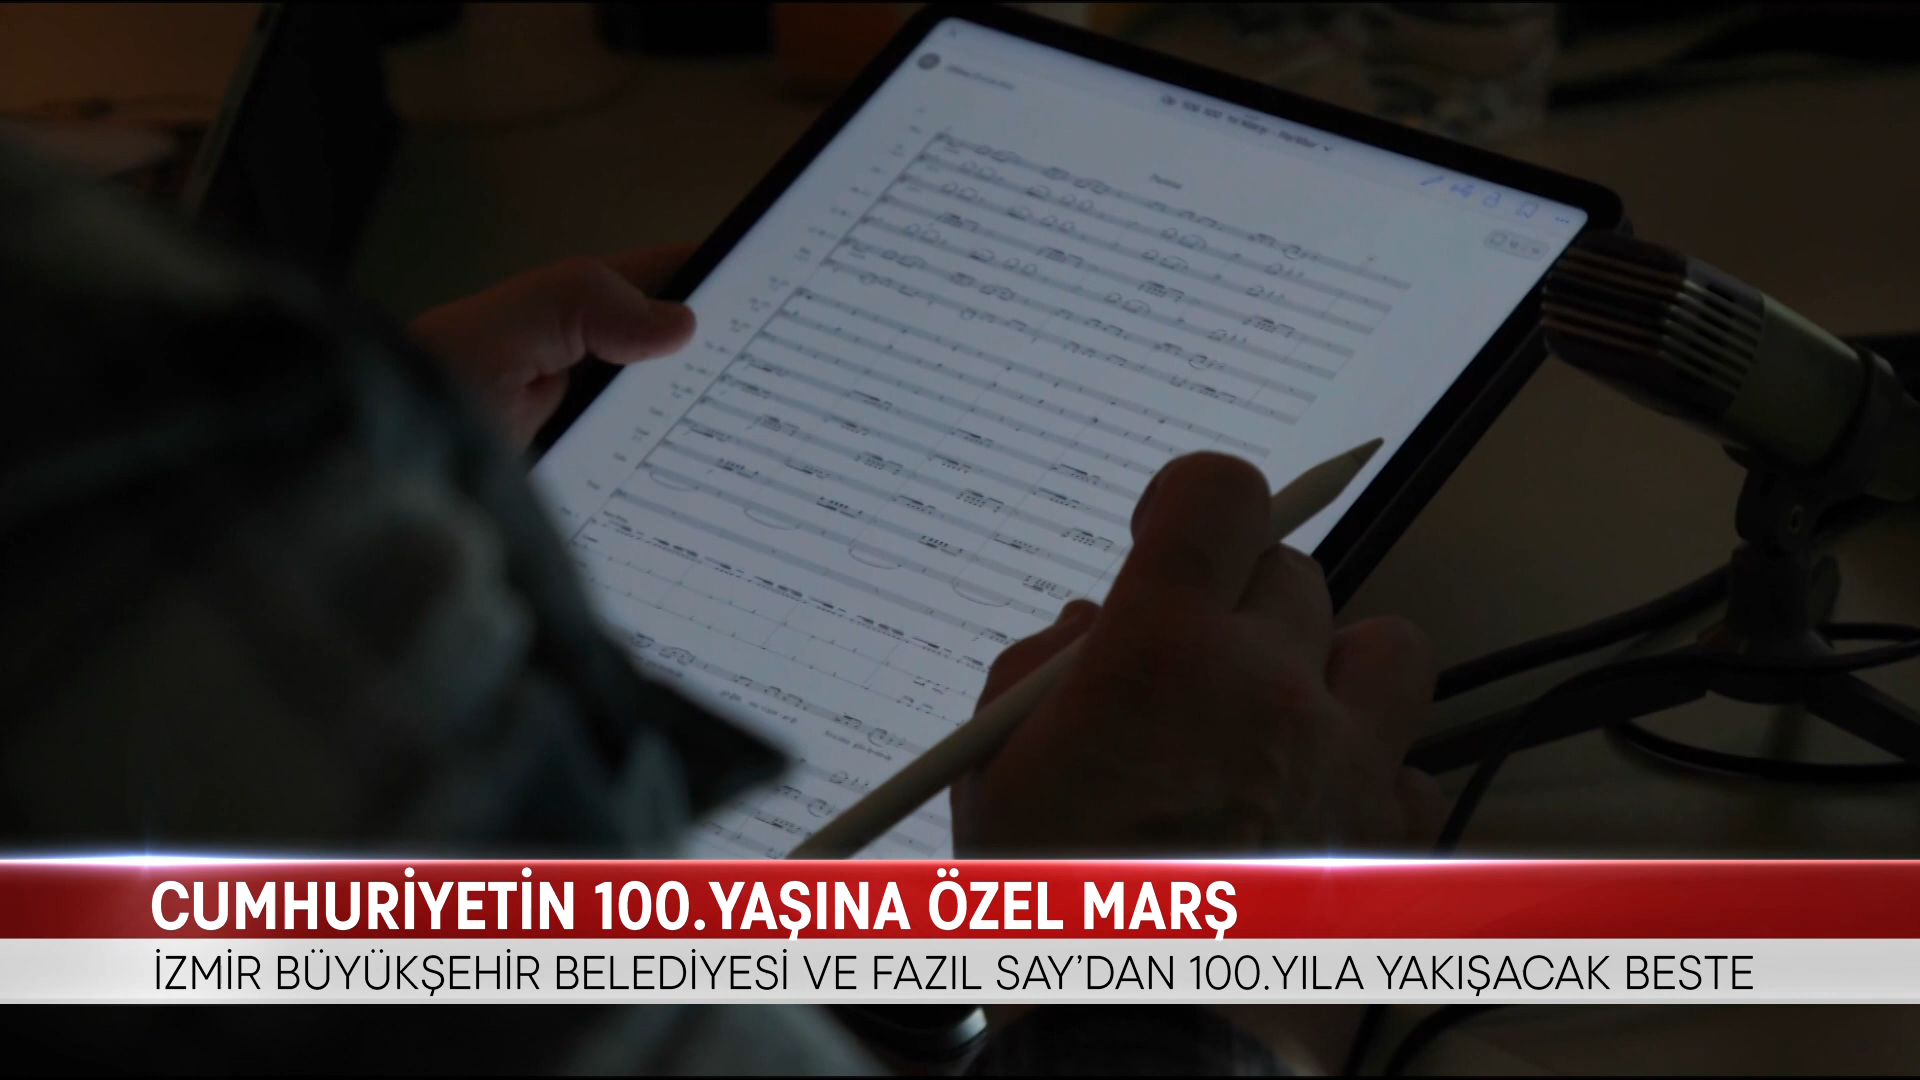 CUMHURİYETİN 100.YAŞINA ÖZEL MARŞ
İZMİR BÜYÜKŞEHİR BELEDİYESİ VE FAZIL SAY'DAN 100.YILA YAKIŞACAK BESTE